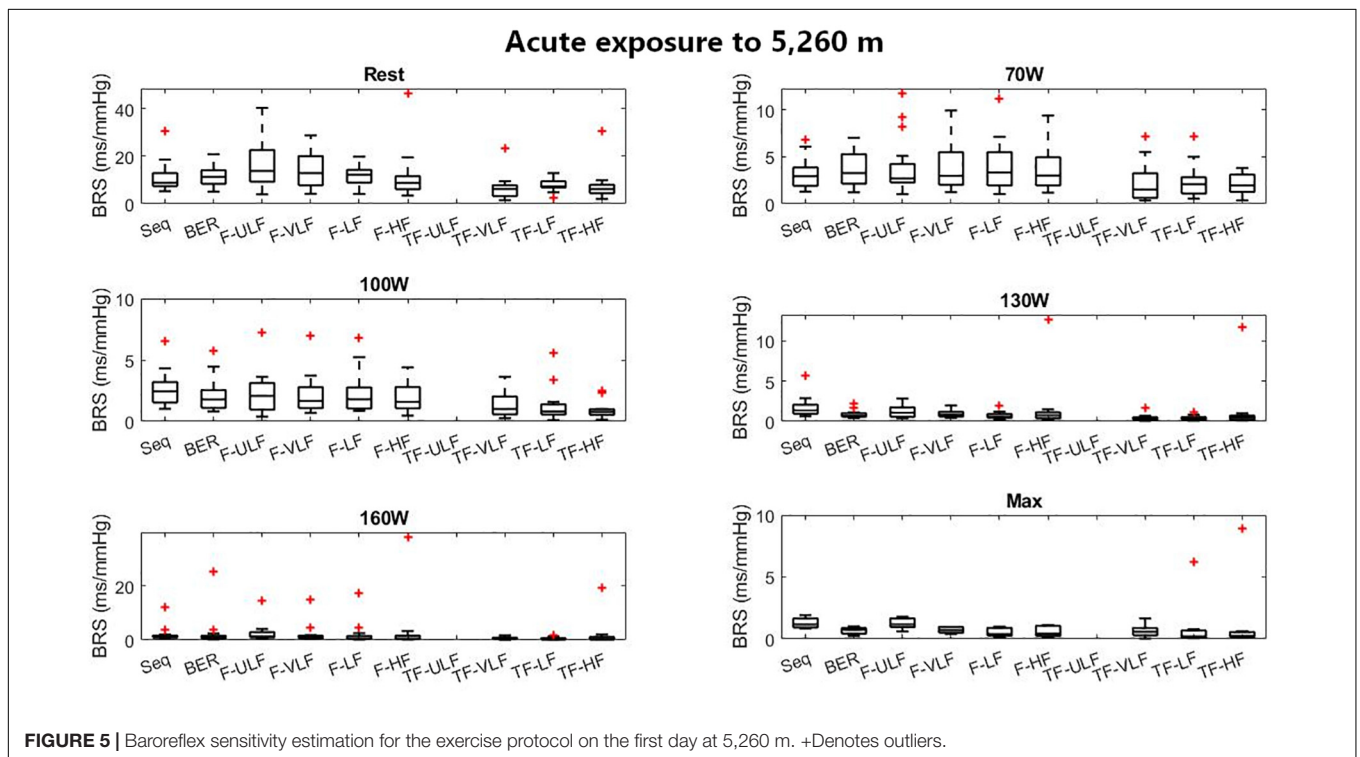 Acute exposure to 5,260 m
Rest
BRS (ms/mmHg)
40
20
0
Seq BER F-ULF F-VLF F-LF F-HF TF-ULF TF-VLF TF-LF TF-HF
70W
BRS (ms/mmHg)
10
5
0
Seq BER F-ULF F-VLF F-LF F-HF TF-ULF TF-VLF TF-LF TF-HF
100W
BRS (ms/mmHg)
10
5
0
Seq BER F-ULF F-VLF F-LF F-HF TF-ULF TF-VLF TF-LF TF-HF
130W
BRS (ms/mmHg)
10
5
0
Seq BER F-ULF F-VLF F-LF F-HF TF-ULF TF-VLF TF-LF TF-HF
160W
BRS (ms/mmHg)
20
0
Seq BER F-ULF F-VLF F-LF F-HF TF-ULF TF-VLF TF-LF TF-HF
Max
BRS (ms/mmHg)
10
5
0
Seq BER F-ULF F-VLF F-LF F-HF TF-ULF TF-VLF TF-LF TF-HF
FIGURE 5 | Baroreflex sensitivity estimation for the exercise protocol on the first day at 5,260 m. +Denotes outliers.